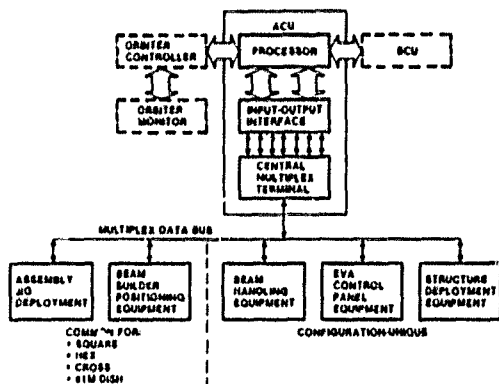 ACU
ORBITER
CONTROLLER
PROCESSOR
BCU
ORBITER
MONITOR
INPUT-OUTPUT
INTERFACE
CENTRAL
MULTIPLEX
TERMINAL
MULTIPLEX DATA BUS
ASSEMBLY
JIG
DEPLOYMENT
BEAM
BUILDER
POSITIONING
EQUIPMENT
BEAM
HANDLING
EQUIPMENT
EVA
CONTROL
PANEL
EQUIPMENT
STRUCTURE
DEPLOYMENT
EQUIPMENT
COMMON FOR:
• SQUARE
• HEX
• CROSS
DISH
CONFIGURATION-UNIQUE